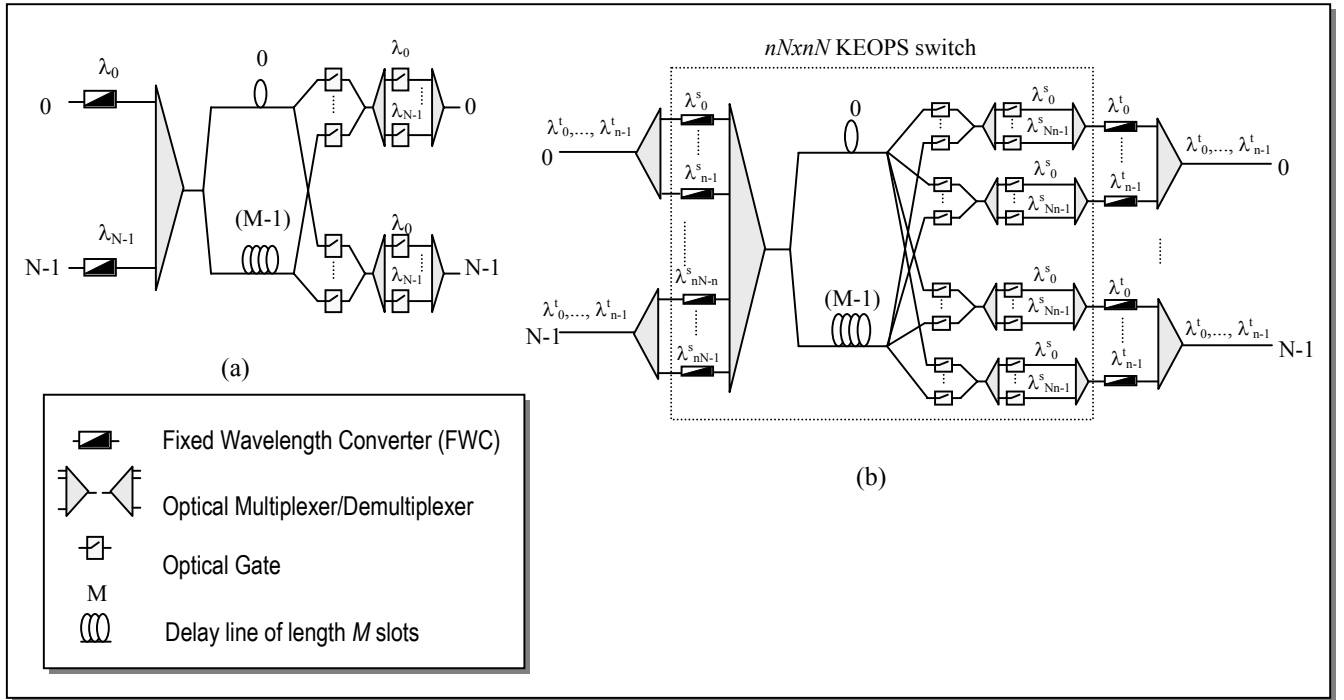 λ0
0
0
λ0
λN-1
0
λN-1
N-1
(M-1)
λ0
λN-1
N-1
(a)
nNxnN KEOPS switch
λt0,..., λtn-1
0
λs0
λsn-1
λsnN-n
λsnN-1
λt0,..., λtn-1
N-1
0
(M-1)
λs0
λsNn-1
λs0
λsNn-1
λs0
λsNn-1
λs0
λsNn-1
λt0
λtn-1
λt0
λtn-1
λt0,..., λtn-1
0
λt0,..., λtn-1
N-1
(b)
Fixed Wavelength Converter (FWC)
Optical Multiplexer/Demultiplexer
Optical Gate
M
Delay line of length M slots